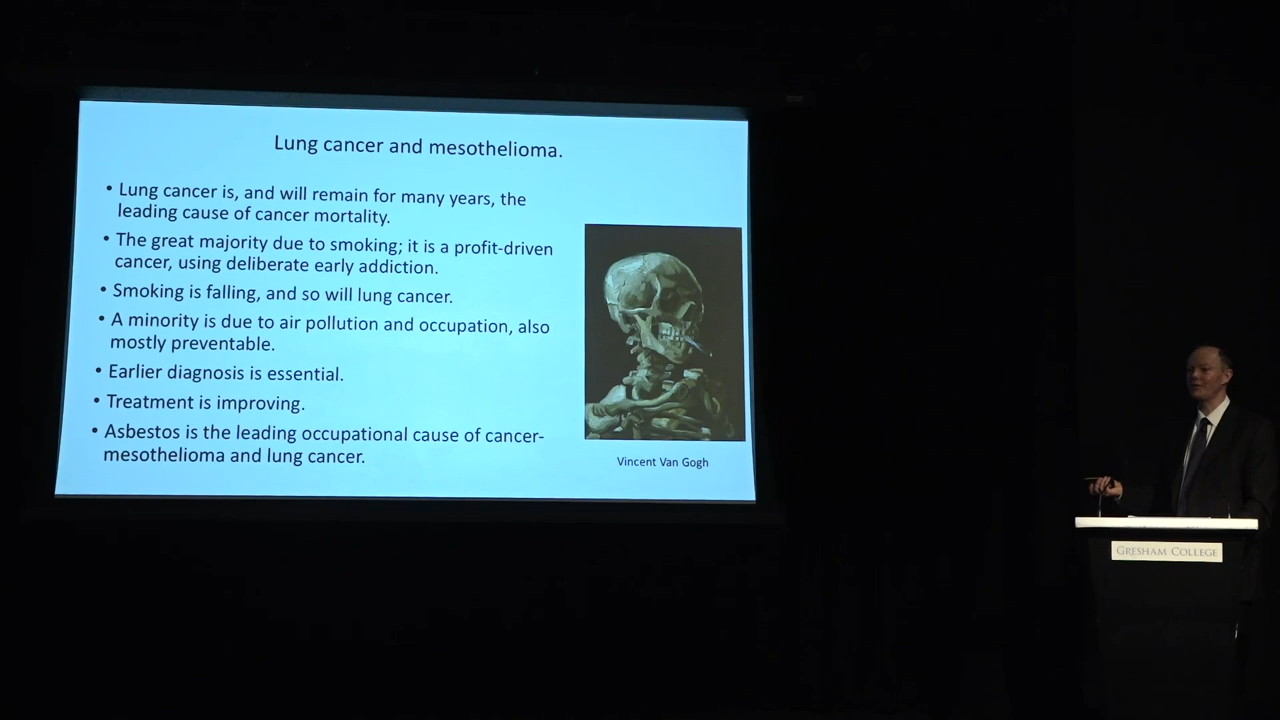 Lung cancer and mesothelioma.
• Lung cancer is, and will remain for many years, the
leading cause of cancer mortality.
• The great majority due to smoking; it is a profit-driven
cancer, using deliberate early addiction.
• Smoking is falling, and so will lung cancer.
• A minority is due to air pollution and occupation, also
mostly preventable.
• Earlier diagnosis is essential.
• Treatment is improving.
• Asbestos is the leading occupational cause of cancer-
mesothelioma and lung cancer.
Vincent Van Gogh
GRESHAM COLLEGE